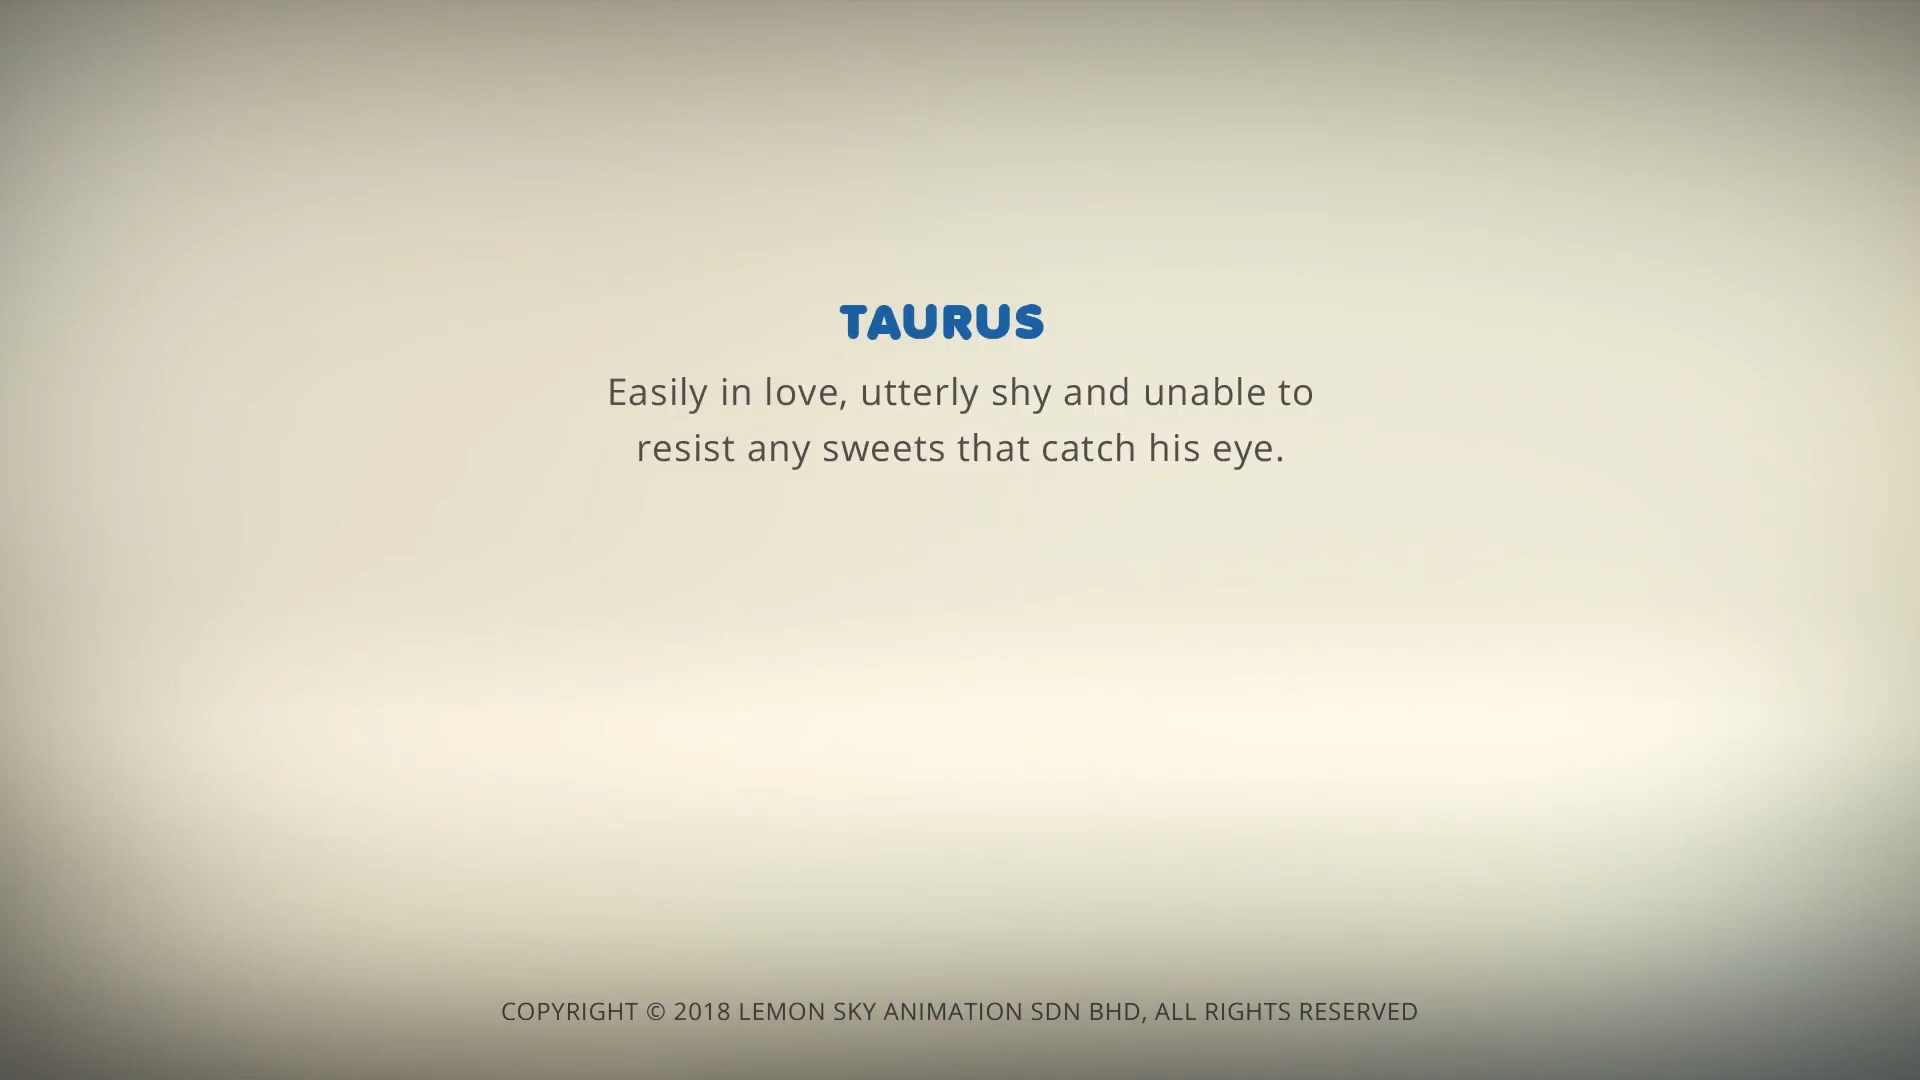 TAURUS
Easily in love, utterly shy and unable to
resist any sweets that catch his eye.
COPYRIGHT © 2018 LEMON SKY ANIMATION SDN BHD, ALL RIGHTS RESERVED